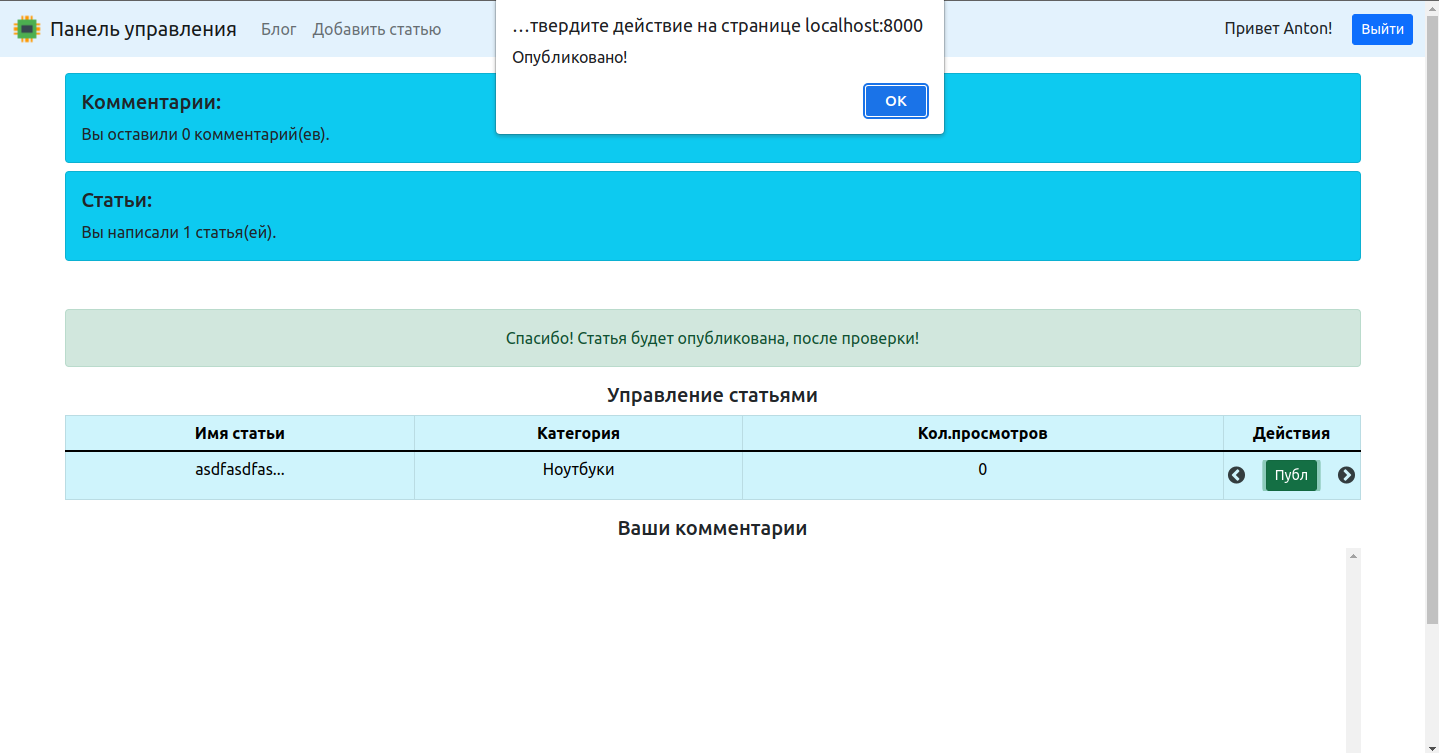 Панель управления Блог Добавить статью Привет Anton! Выйти
…твердите действие на странице localhost:8000
Опубликовано!
OK
Комментарии:
Вы оставили 0 комментарий(ев).
Статьи:
Вы написали 1 статья(ей).
Спасибо! Статья будет опубликована, после проверки!
Управление статьями
Имя статьи Категория Кол.просмотров Действия
asdfasdfas... Ноутбуки 0 Публ
Ваши комментарии